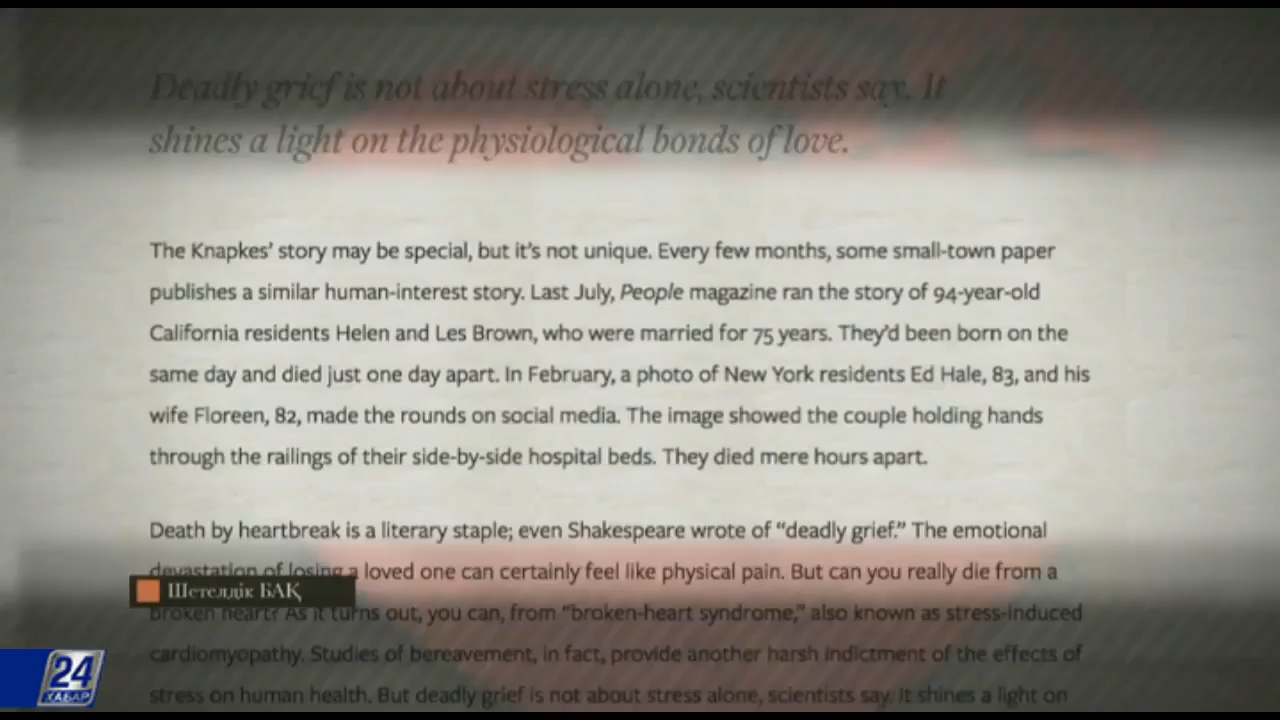 Deadly grief is not about stress alone, scientists say. It
shines a light on the physiological bonds of love.
The Knapkes’ story may be special, but it’s not unique. Every few months, some small-town paper
publishes a similar human-interest story. Last July, People magazine ran the story of 94-year-old
California residents Helen and Les Brown, who were married for 75 years. They’d been born on the
same day and died just one day apart. In February, a photo of New York residents Ed Hale, 83, and his
wife Floreen, 82, made the rounds on social media. The image showed the couple holding hands
through the railings of their side-by-side hospital beds. They died mere hours apart.
Death by heartbreak is a literary staple; even Shakespeare wrote of “deadly grief.” The emotional
devastation of losing a loved one can certainly feel like physical pain. But can you really die from a
broken heart? As it turns out, you can, from “broken-heart syndrome,” also known as stress-induced
cardiomyopathy. Studies of bereavement, in fact, provide another harsh indictment of the effects of
stress on human health. But deadly grief is not about stress alone, scientists say. It shines a light on
Шетелдік БАҚ
24
ХАБАР